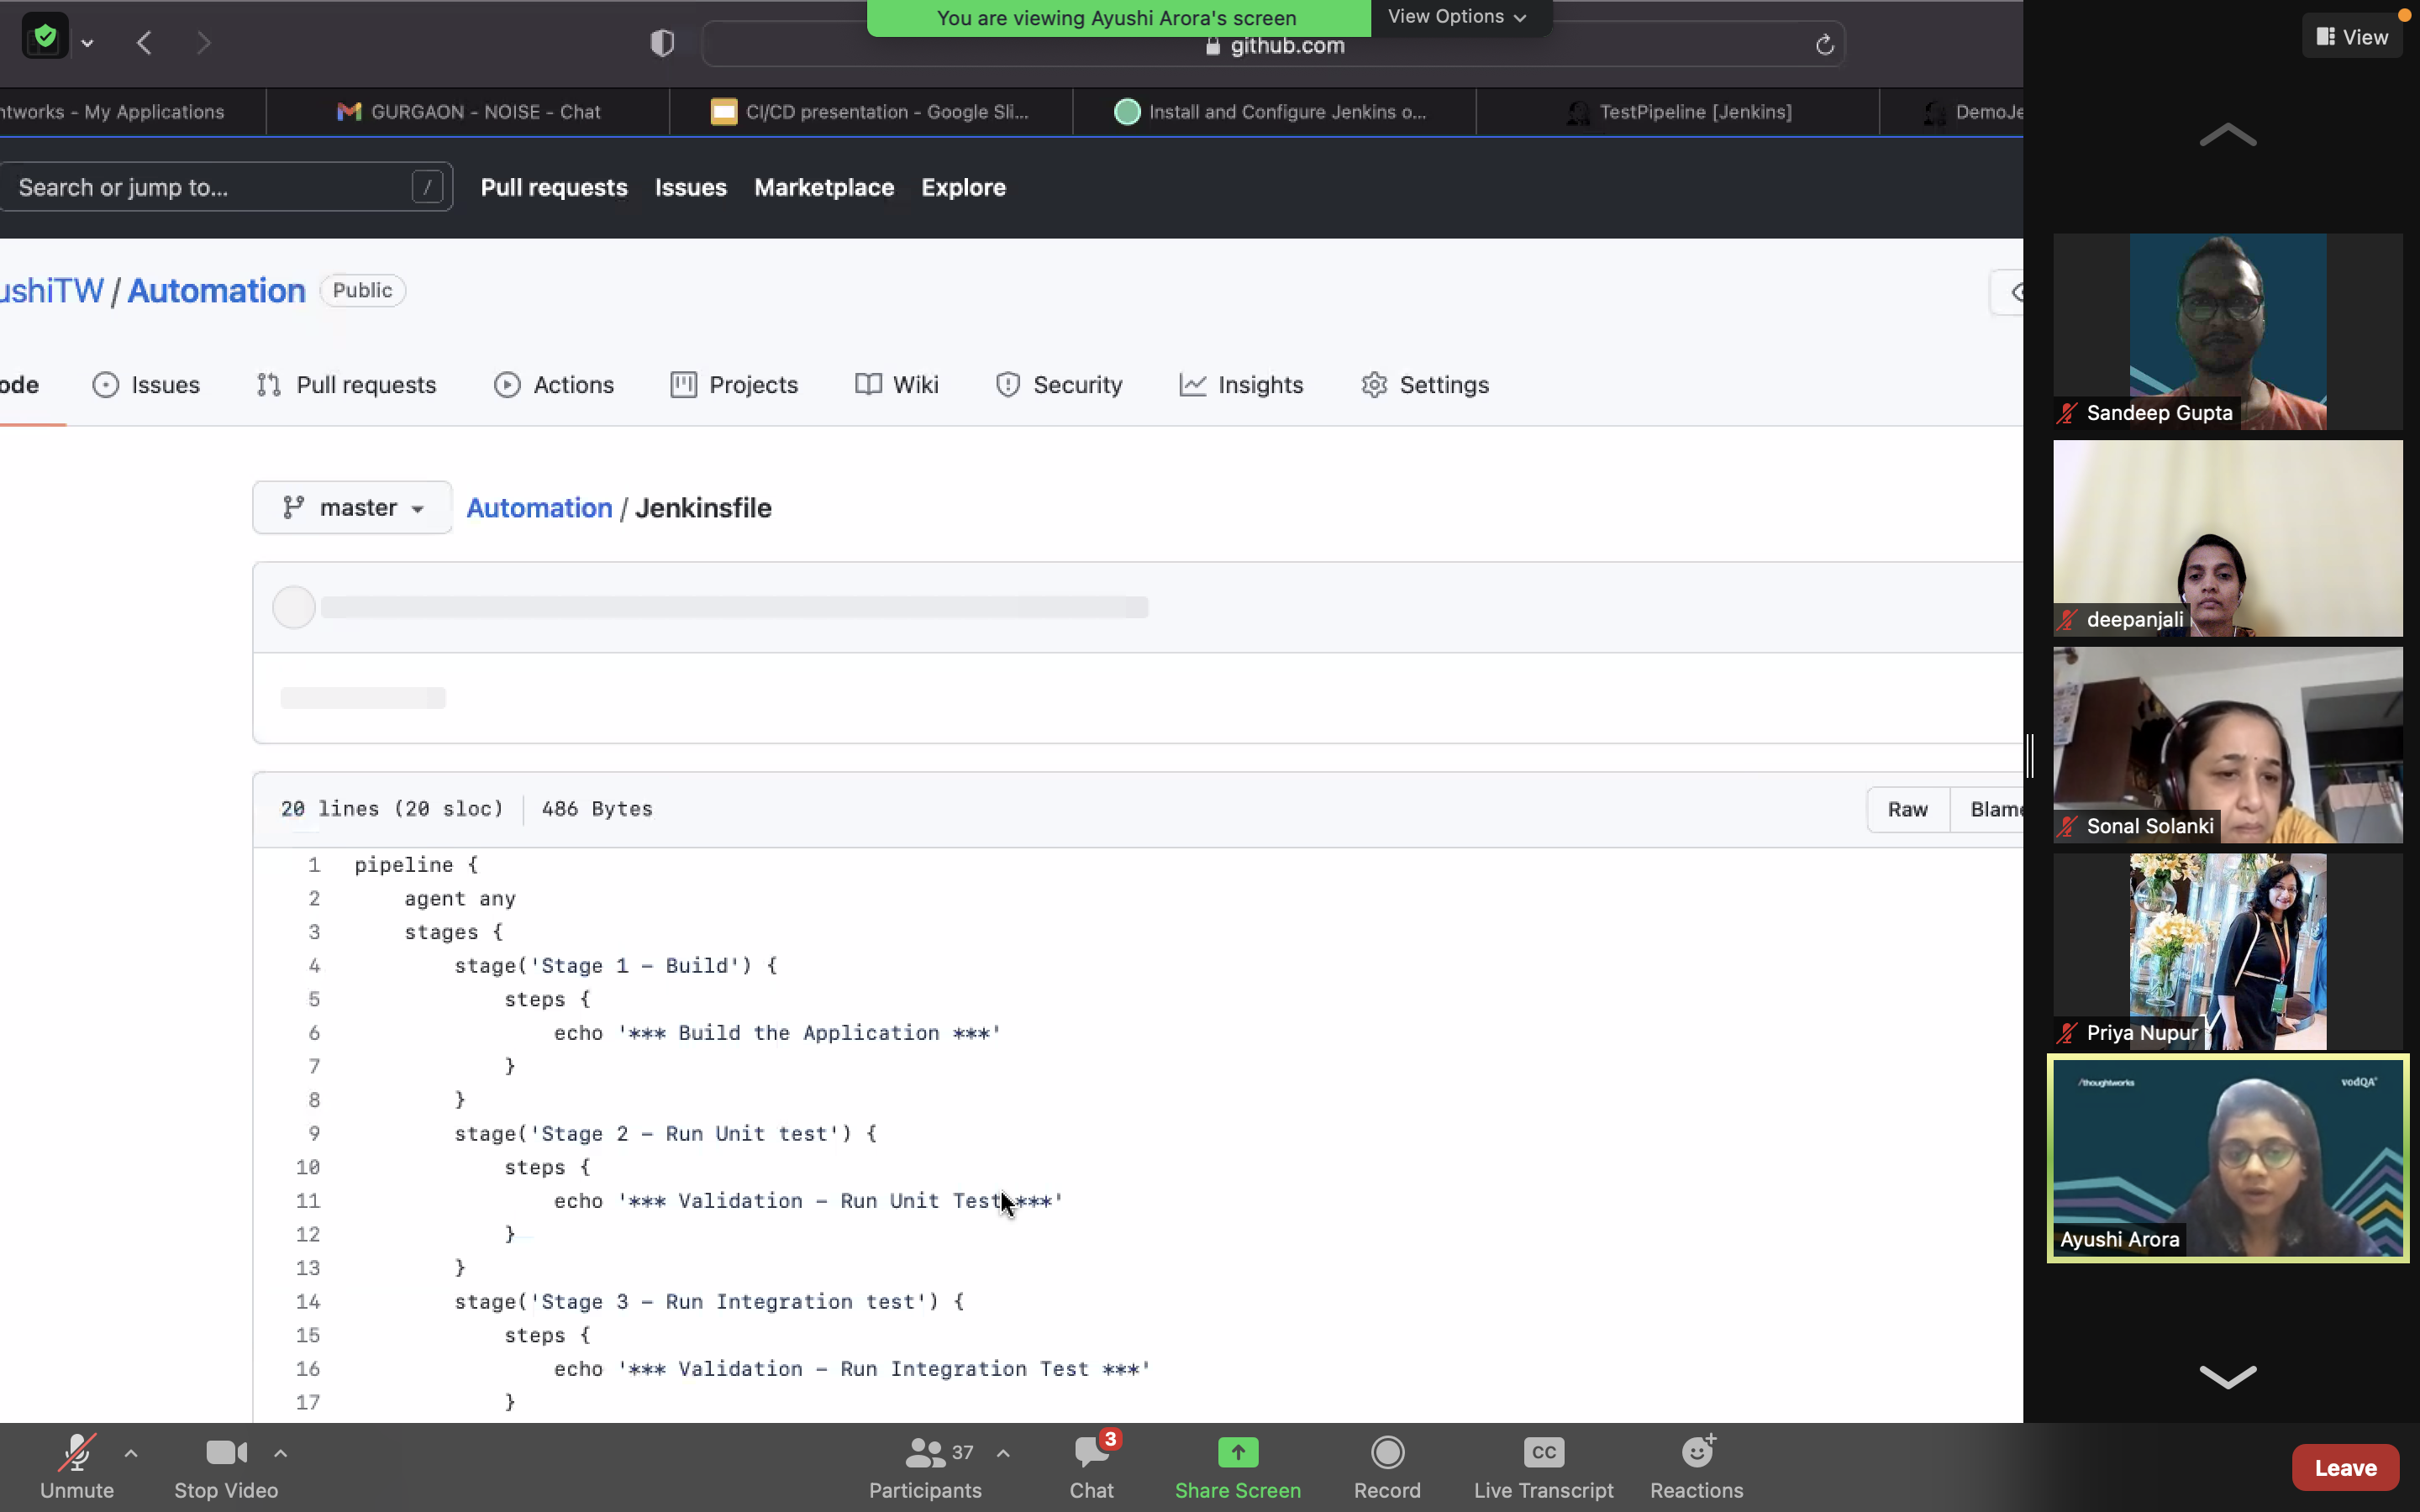 You are viewing Ayushi Arora's screen
View Options
View
github.com
ntworks - My Applications
GURGAON - NOISE - Chat
CI/CD presentation - Google Sli...
Install and Configure Jenkins o...
TestPipeline [Jenkins]
DemoJe
Search or jump to...
/
Pull requests
Issues
Marketplace
Explore
ushiTW / Automation
Public
ode
Issues
Pull requests
Actions
Projects
Wiki
Security
Insights
Settings
master
Automation / Jenkinsfile
20 lines (20 sloc)
486 Bytes
Raw
Blame
1 pipeline {
2 agent any
3 stages {
4 stage('Stage 1 – Build') {
5 steps {
6 echo '*** Build the Application ***'
7 }
8 }
9 stage('Stage 2 – Run Unit test') {
10 steps {
11 echo '*** Validation – Run Unit Test ***'
12 }
13 }
14 stage('Stage 3 – Run Integration test') {
15 steps {
16 echo '*** Validation – Run Integration Test ***'
17 }
Sandeep Gupta
deepanjali
Sonal Solanki
Priya Nupur
/thoughtworks
vodQA
Ayushi Arora
Unmute
Stop Video
37
Participants
3
Chat
Share Screen
Record
CC
Live Transcript
Reactions
Leave